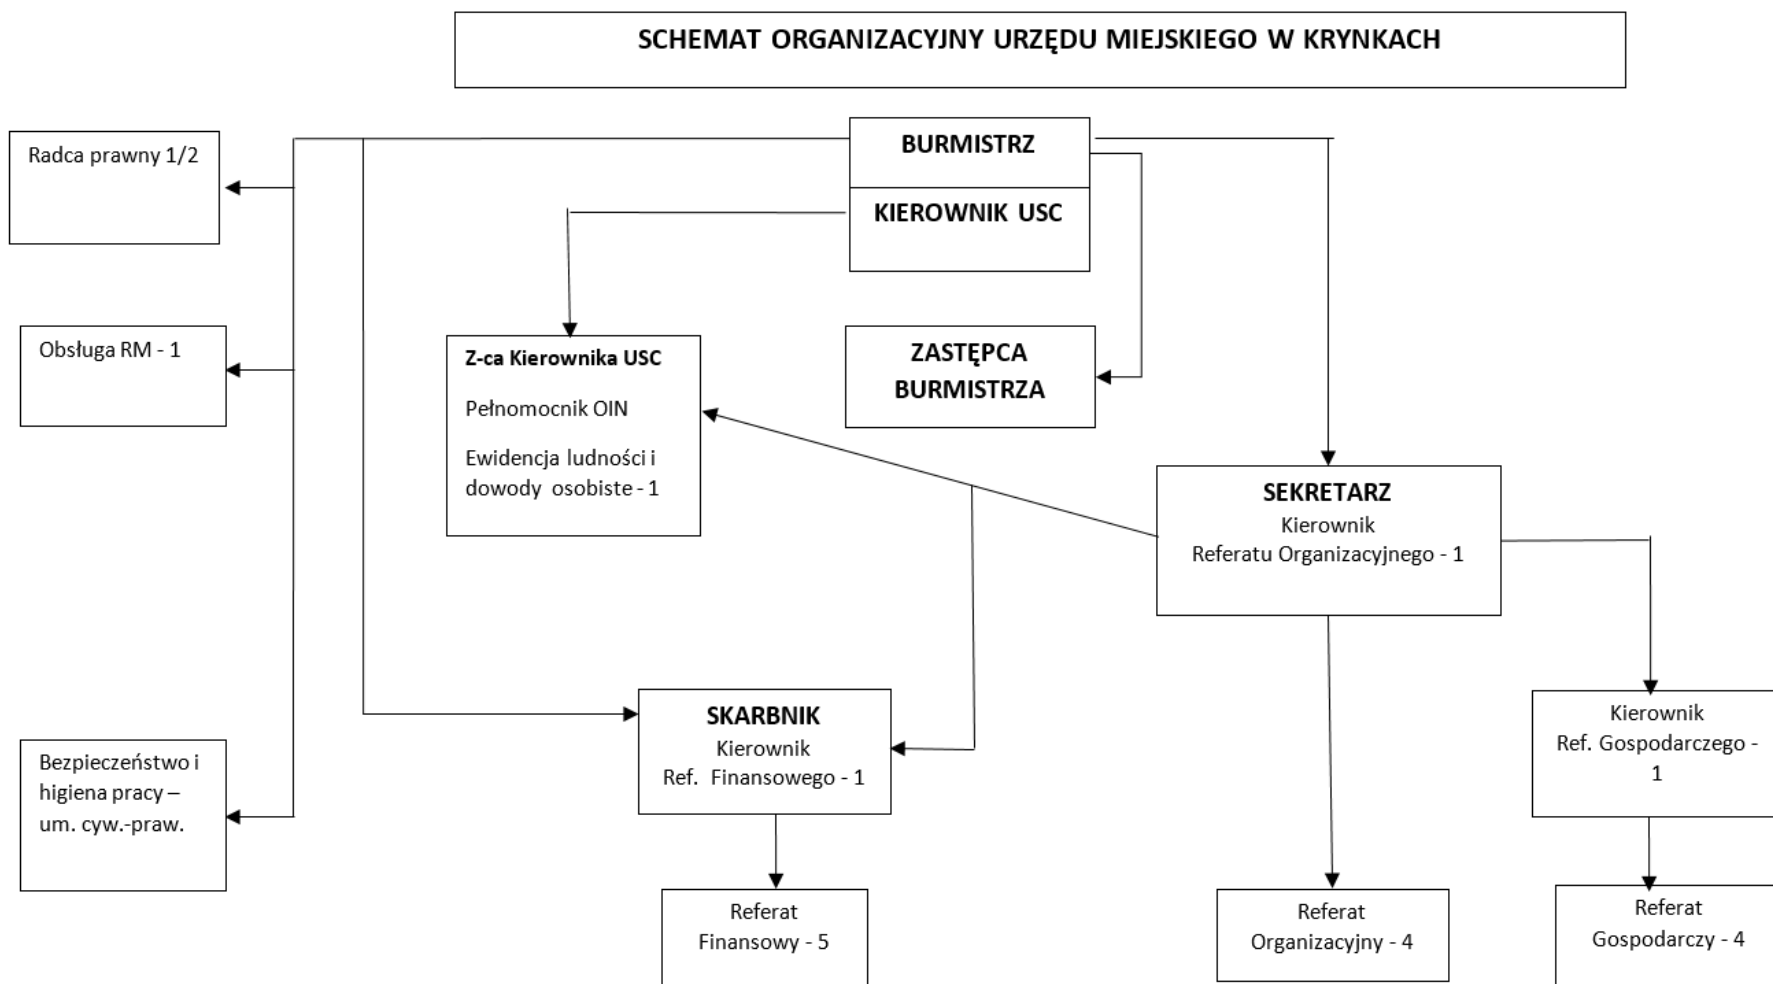 SCHEMAT ORGANIZACYJNY URZĘDU MIEJSKIEGO W KRYNKACH
Radca prawny 1/2
BURMISTRZ
KIEROWNIK USC
Obsługa RM - 1
Z-ca Kierownika USC
Pełnomocnik OIN
Ewidencja ludności i
dowody osobiste - 1
ZASTĘPCA
BURMISTRZA
SEKRETARZ
Kierownik
Referatu Organizacyjnego - 1
Bezpieczeństwo i
higiena pracy –
um. cyw.-praw.
SKARBNIK
Kierownik
Ref. Finansowego - 1
Kierownik
Ref. Gospodarczego -
1
Referat
Finansowy - 5
Referat
Organizacyjny - 4
Referat
Gospodarczy - 4